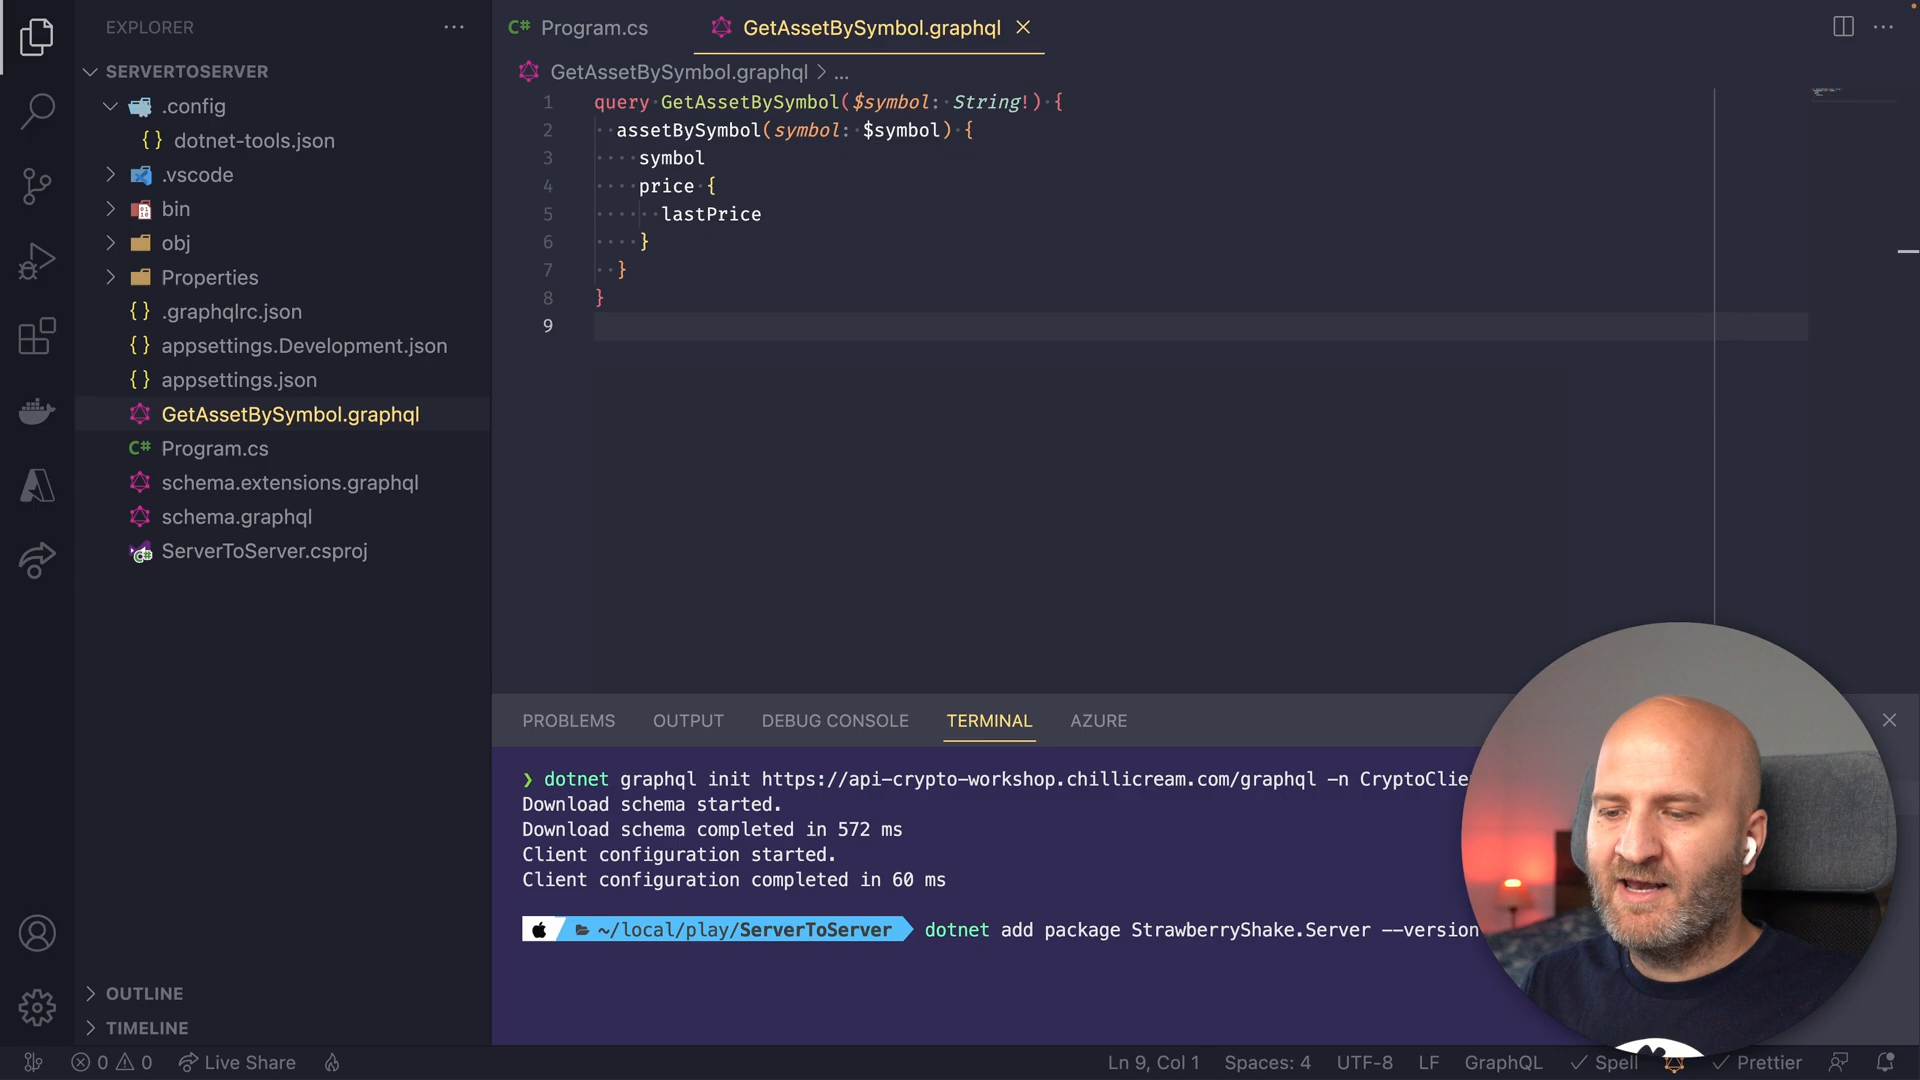 EXPLORER
SERVERTOSERVER
.config
{} dotnet-tools.json
.vscode
bin
obj
Properties
{} .graphqlrc.json
{} appsettings.Development.json
{} appsettings.json
GetAssetBySymbol.graphql
C# Program.cs
schema.extensions.graphql
schema.graphql
ServerToServer.csproj
OUTLINE
TIMELINE
C# Program.cs
GetAssetBySymbol.graphql
GetAssetBySymbol.graphql > ...
1 query GetAssetBySymbol($symbol: String!) {
2 assetBySymbol(symbol: $symbol) {
3 symbol
4 price {
5 lastPrice
6 }
7 }
8 }
9
PROBLEMS OUTPUT DEBUG CONSOLE TERMINAL AZURE
❯ dotnet graphql init https://api-crypto-workshop.chillicream.com/graphql -n CryptoClie
Download schema started.
Download schema completed in 572 ms
Client configuration started.
Client configuration completed in 60 ms
~/local/play/ServerToServer dotnet add package StrawberryShake.Server --version
0 0 Live Share
Ln 9, Col 1 Spaces: 4 UTF-8 LF GraphQL Spell Prettier